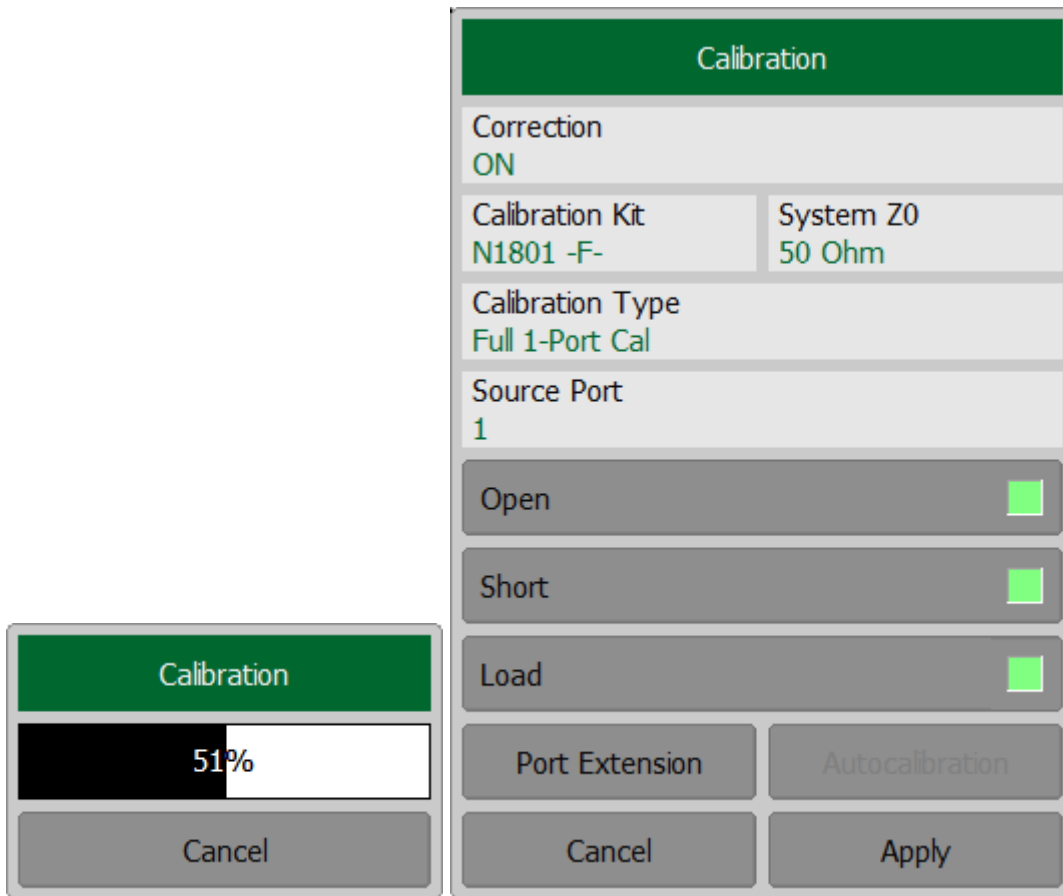 Calibration
51%
Cancel
Calibration
Correction
ON
Calibration Kit
N1801 -F-
System Z0
50 Ohm
Calibration Type
Full 1-Port Cal
Source Port
1
Open
Short
Load
Port Extension
Autocalibration
Cancel
Apply